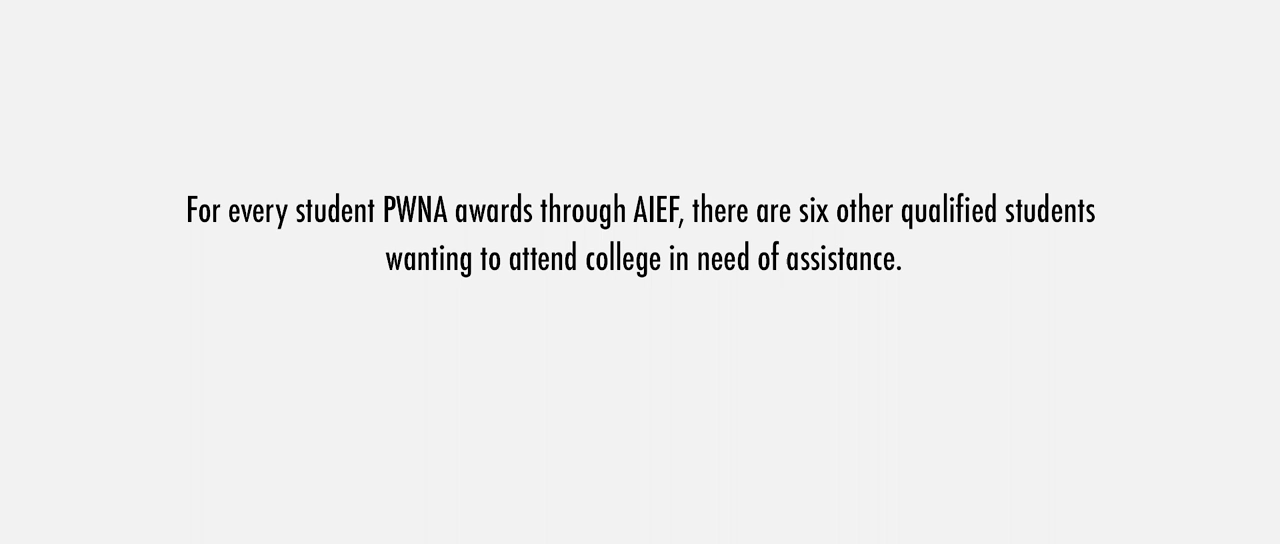 For every student PWNA awards through AIEF, there are six other qualified students
wanting to attend college in need of assistance.